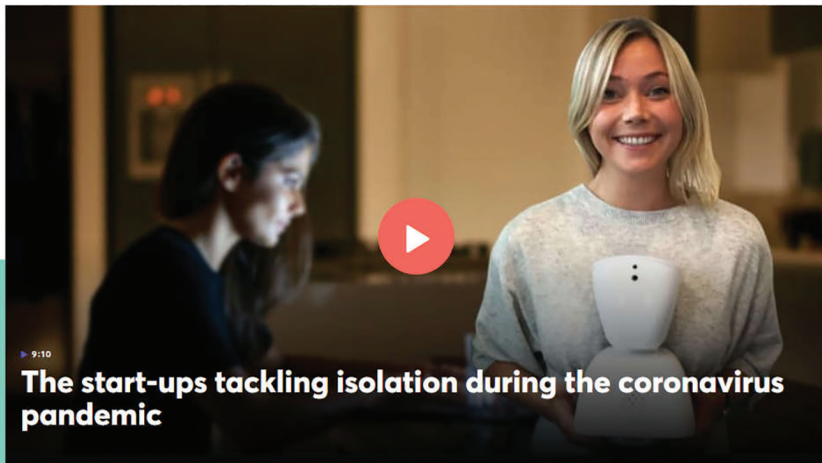 9:10
The start-ups tackling isolation during the coronavirus
pandemic